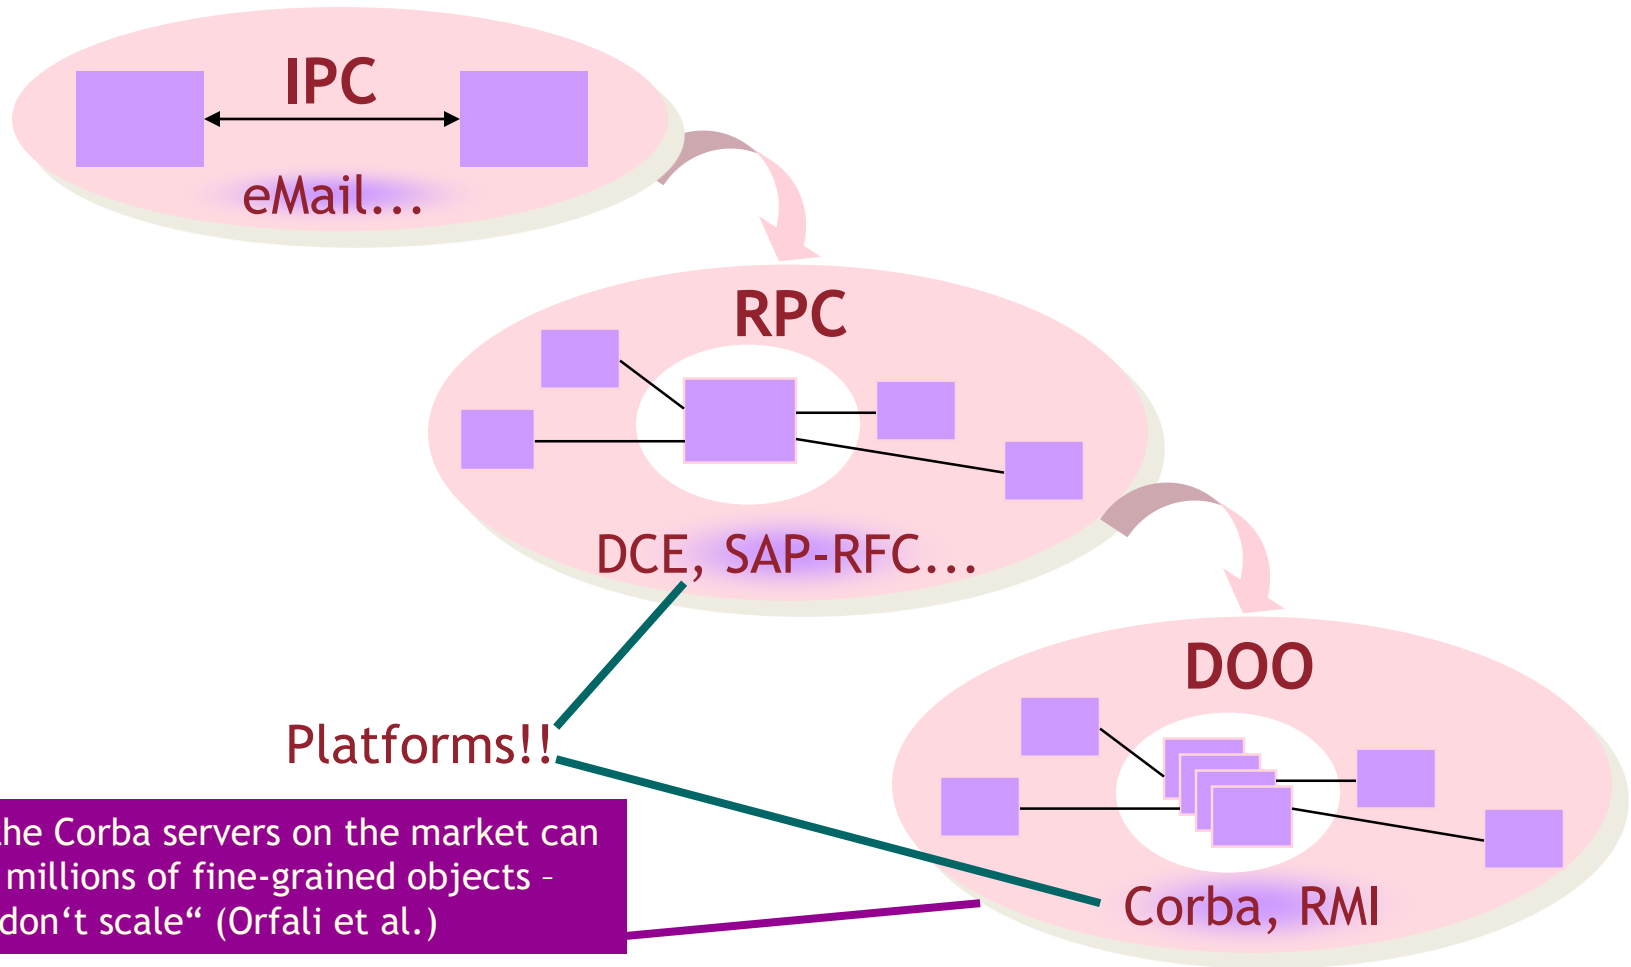 IPC
eMail...
RPC
DCE, SAP-RFC...
DOO
Platforms!!
the Corba servers on the market can
millions of fine-grained objects –
don‘t scale“ (Orfali et al.)
Corba, RMI